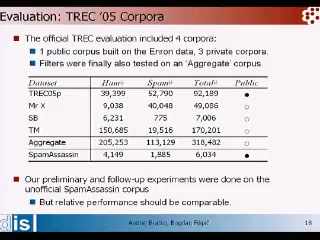 Evaluation: TREC '05 Corpora
The official TREC evaluation included 4 corpora:
1 public corpus built on the Enron data, 3 private corpora.
Filters were finally also tested on an 'Aggregate' corpus
Dataset Ham# Spam# Total# Public
TREC05p 39,399 52,790 92,189 ●
Mr X 9,038 40,048 49,086 ○
SB 6,231 775 7,006 ○
TM 150,685 19,516 170,201 ○
Aggregate 205,253 113,129 318,482 ○
SpamAssassin 4,149 1,885 6,034 ●
Our preliminary and follow-up experiments were done on the
unofficial SpamAssassin corpus
But relative performance should be comparable.
dis
Andrej Bratko, Bogdan Filipič
18